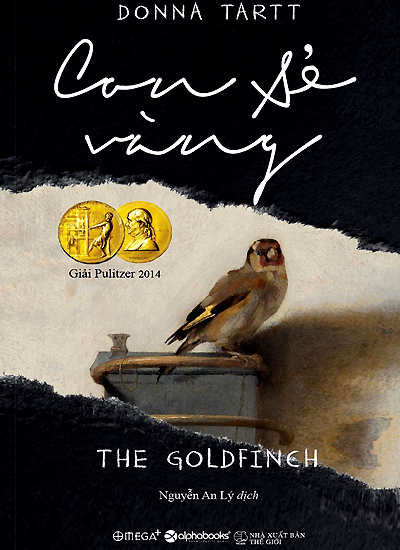 DONNA TARTT
Con Sẻ
vàng
Giải Pulitzer 2014
THE GOLDFINCH
Nguyễn An Lý dịch
OMEGA+ alphabooks NHÀ XUẤT BẢN
THẾ GIỚI